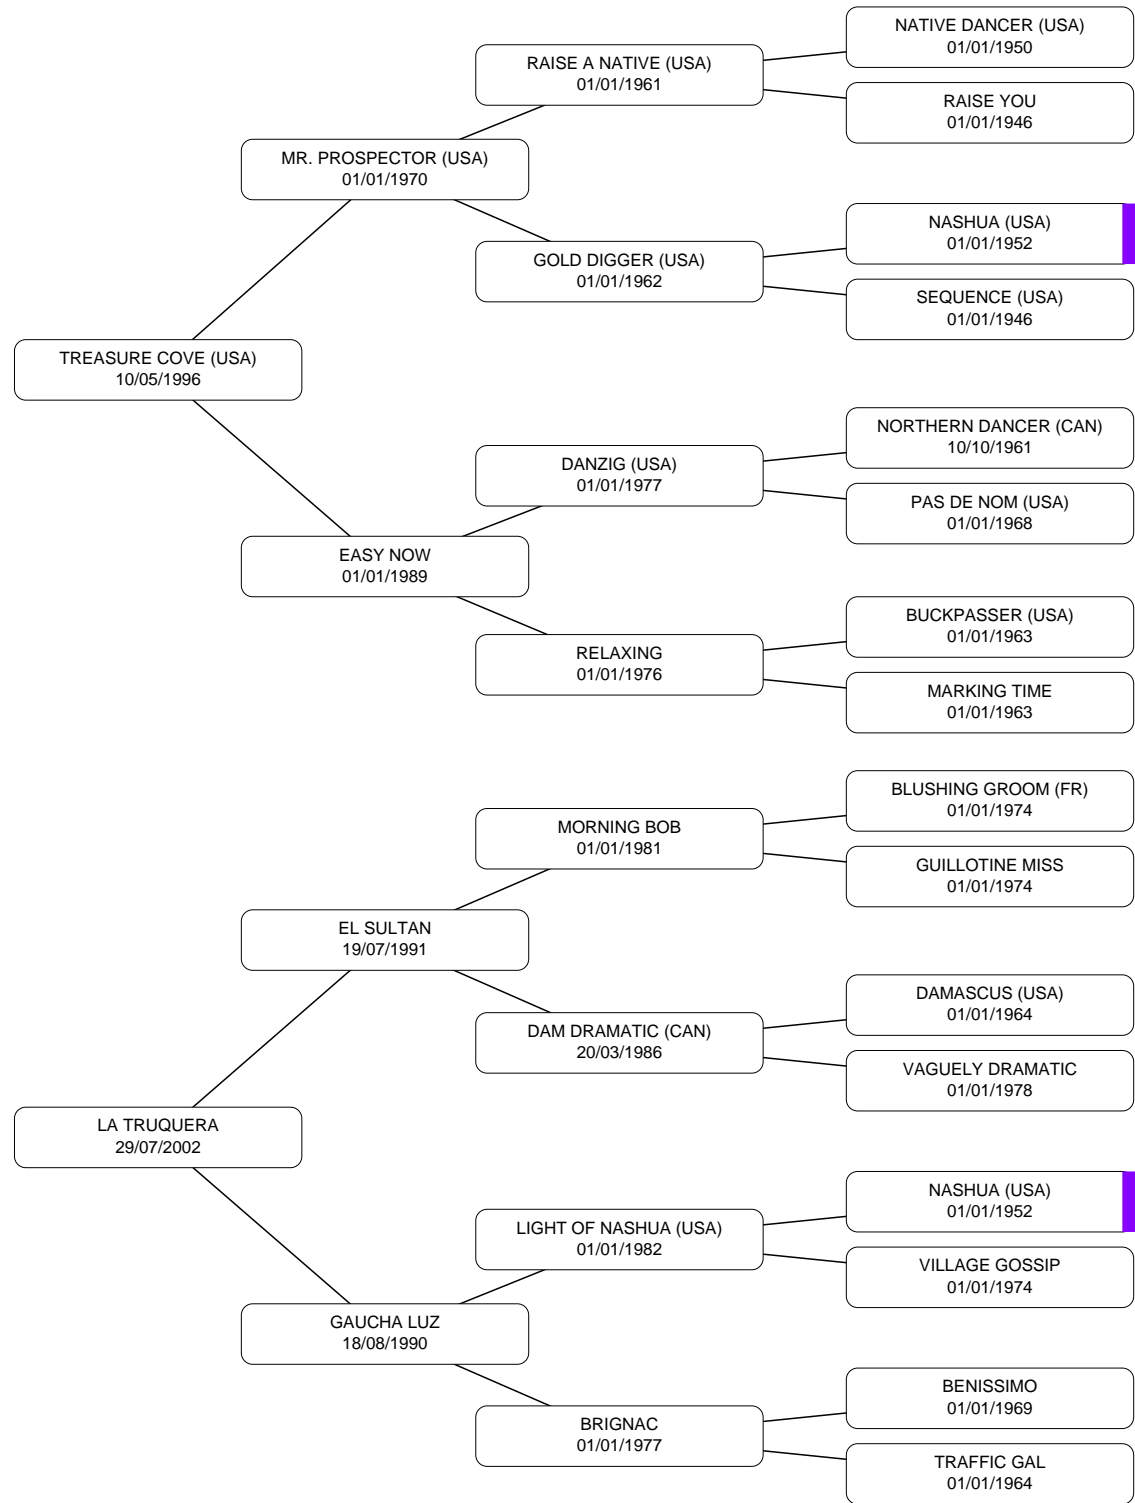 NATIVE DANCER (USA)
01/01/1950
RAISE A NATIVE (USA)
01/01/1961
RAISE YOU
01/01/1946
MR. PROSPECTOR (USA)
01/01/1970
NASHUA (USA)
01/01/1952
GOLD DIGGER (USA)
01/01/1962
SEQUENCE (USA)
01/01/1946
TREASURE COVE (USA)
10/05/1996
NORTHERN DANCER (CAN)
10/10/1961
DANZIG (USA)
01/01/1977
PAS DE NOM (USA)
01/01/1968
EASY NOW
01/01/1989
BUCKPASSER (USA)
01/01/1963
RELAXING
01/01/1976
MARKING TIME
01/01/1963
BLUSHING GROOM (FR)
01/01/1974
MORNING BOB
01/01/1981
GUILLOTINE MISS
01/01/1974
EL SULTAN
19/07/1991
DAMASCUS (USA)
01/01/1964
DAM DRAMATIC (CAN)
20/03/1986
VAGUELY DRAMATIC
01/01/1978
LA TRUQUERA
29/07/2002
NASHUA (USA)
01/01/1952
LIGHT OF NASHUA (USA)
01/01/1982
VILLAGE GOSSIP
01/01/1974
GAUCHA LUZ
18/08/1990
BENISSIMO
01/01/1969
BRIGNAC
01/01/1977
TRAFFIC GAL
01/01/1964